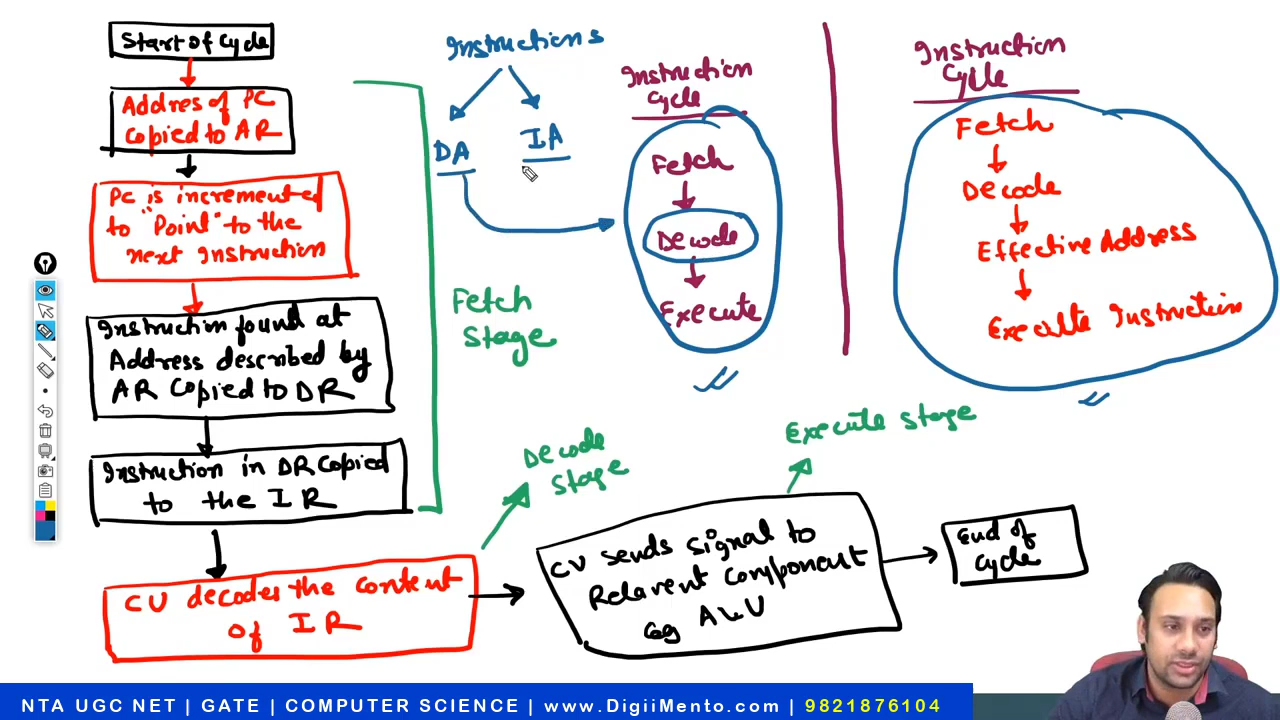 Start of Cycle
Addres of PC
Copied to AR
PC is incremented
to "Point" to the
next Instruction
Instruction found at
Address described by
AR Copied to DR
Instruction in DR Copied
to the IR
CU decodes the content
of IR
Fetch
Stage
Decode
Stage
CU sends signal to
Relavent Component
eg ALU
Execute Stage
End of
Cycle
Instructions
DA
IA
Instruction
Cycle
Fetch
Decode
Execute
Instruction
Cycle
Fetch
Decode
Effective Address
Execute Instruction
NTA UGC NET | GATE | COMPUTER SCIENCE | www.DigiiMento.com | 9821876104